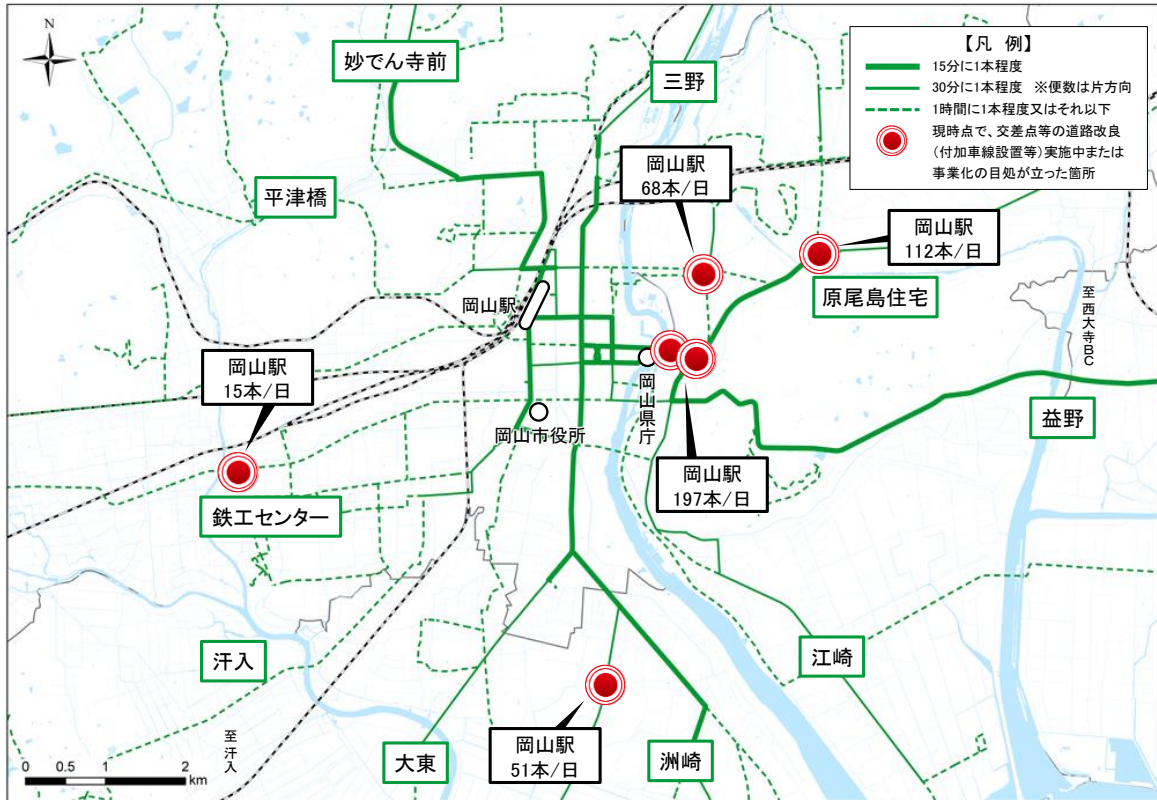 N
【凡 例】
15分に1本程度
30分に1本程度 ※便数は片方向
1時間に1本程度又はそれ以下
現時点で、交差点等の道路改良
(付加車線設置等)実施中または
事業化の目処が立った箇所
妙でん寺前
三野
岡山駅
68本/日
平津橋
岡山駅
112本/日
原尾島住宅
岡山駅
至西大寺BC
岡山駅
15本/日
岡山県庁
益野
岡山市役所
岡山駅
197本/日
鉄工センター
汗入
江崎
至汗入
大東
岡山駅
51本/日
洲崎
0 0.5 1 2
km